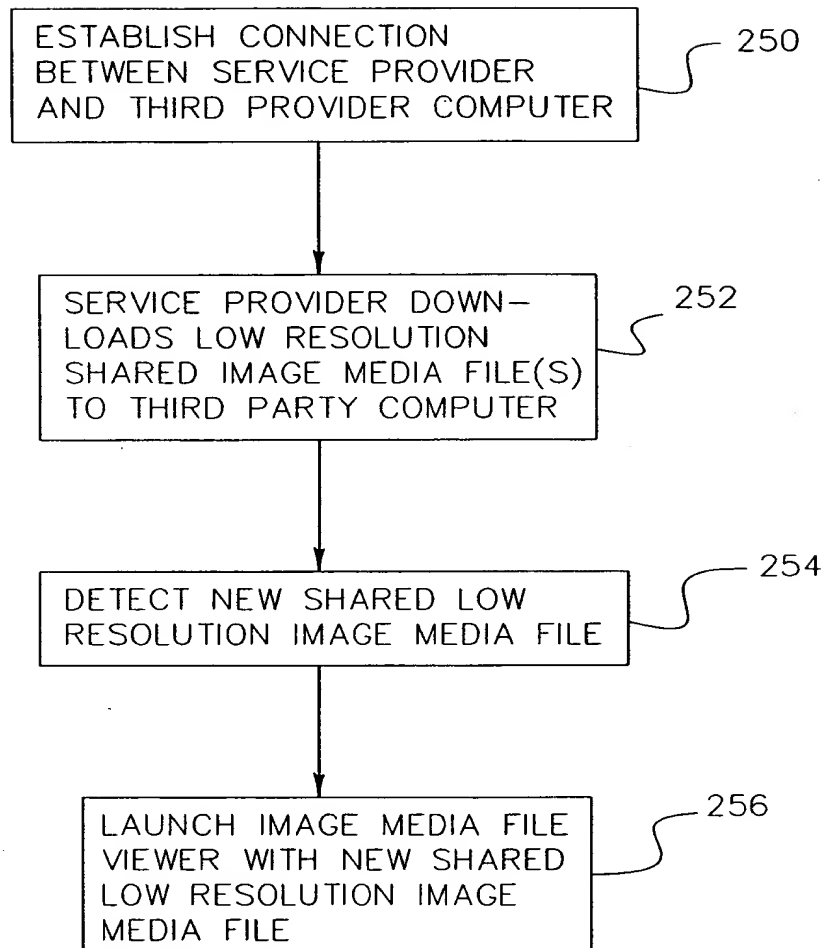 ESTABLISH CONNECTION
BETWEEN SERVICE PROVIDER
AND THIRD PROVIDER COMPUTER
250
SERVICE PROVIDER DOWN-
LOADS LOW RESOLUTION
SHARED IMAGE MEDIA FILE(S)
TO THIRD PARTY COMPUTER
252
DETECT NEW SHARED LOW
RESOLUTION IMAGE MEDIA FILE
254
LAUNCH IMAGE MEDIA FILE
VIEWER WITH NEW SHARED
LOW RESOLUTION IMAGE
MEDIA FILE
256